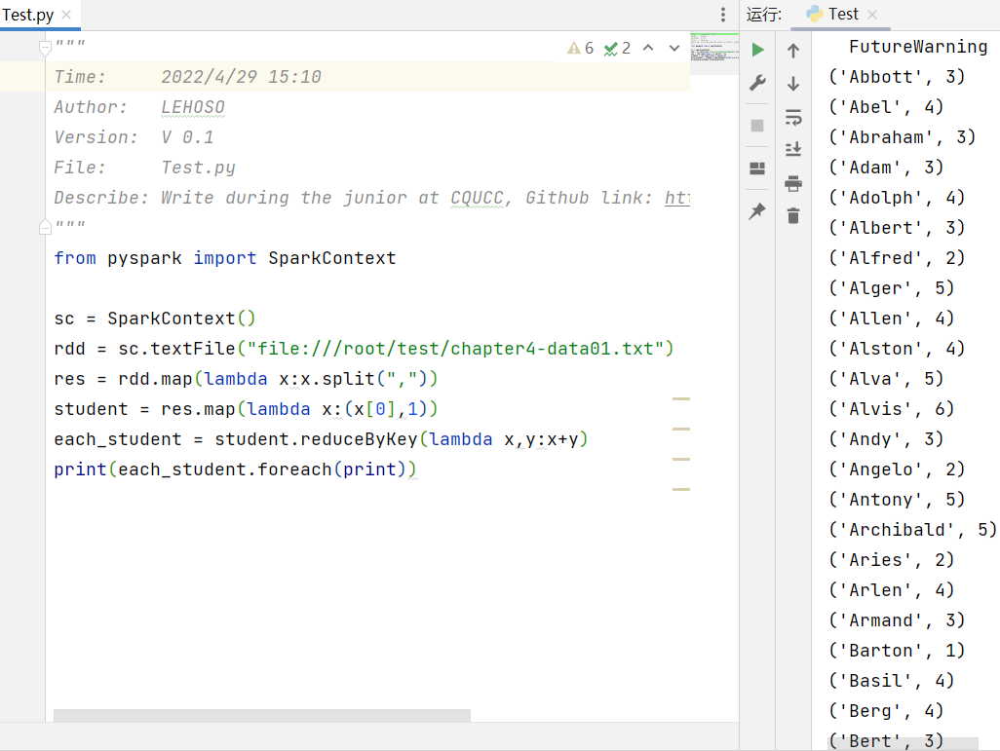 Test.py
"""
Time:     2022/4/29 15:10
Author:   LEHOSO
Version:  V 0.1
File:     Test.py
Describe: Write during the junior at CQUCC, Github link: htt
"""
from pyspark import SparkContext
sc = SparkContext()
rdd = sc.textFile("file:///root/test/chapter4-data01.txt")
res = rdd.map(lambda x:x.split(","))
student = res.map(lambda x:(x[0],1))
each_student = student.reduceByKey(lambda x,y:x+y)
print(each_student.foreach(print))
6 2
运行: Test
FutureWarning
('Abbott', 3)
('Abel', 4)
('Abraham', 3)
('Adam', 3)
('Adolph', 4)
('Albert', 3)
('Alfred', 2)
('Alger', 5)
('Allen', 4)
('Alston', 4)
('Alva', 5)
('Alvis', 6)
('Andy', 3)
('Angelo', 2)
('Antony', 5)
('Archibald', 5)
('Aries', 2)
('Arlen', 4)
('Armand', 3)
('Barton', 1)
('Basil', 4)
('Berg', 4)
('Bert', 3)